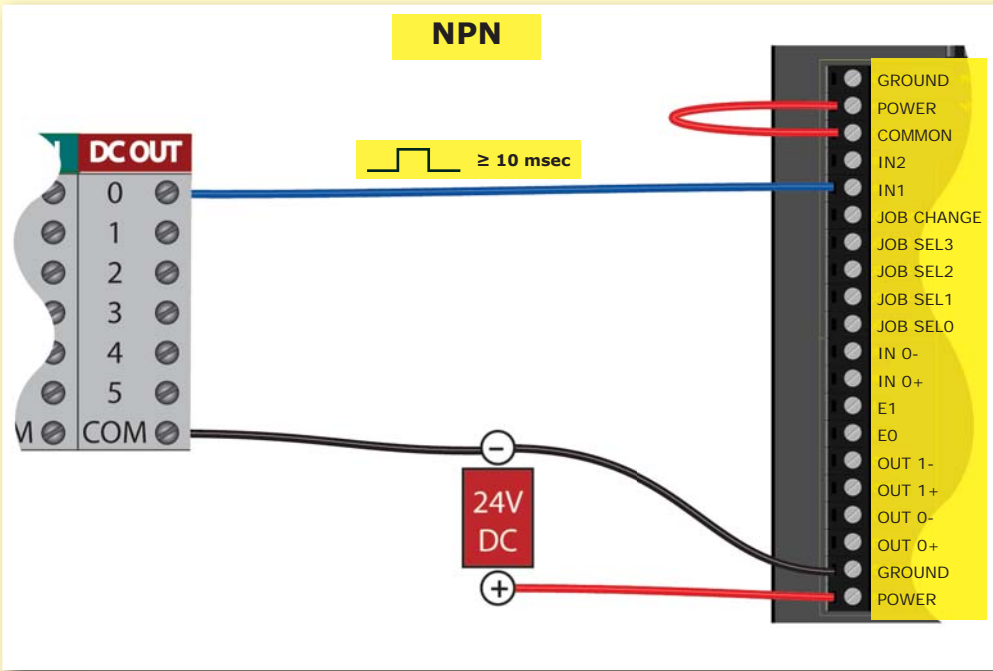 NPN
DC OUT
0
1
2
3
4
5
COM
≥ 10 msec
−
24V
DC
+
GROUND
POWER
COMMON
IN2
IN1
JOB CHANGE
JOB SEL3
JOB SEL2
JOB SEL1
JOB SEL0
IN 0-
IN 0+
E1
E0
OUT 1-
OUT 1+
OUT 0-
OUT 0+
GROUND
POWER